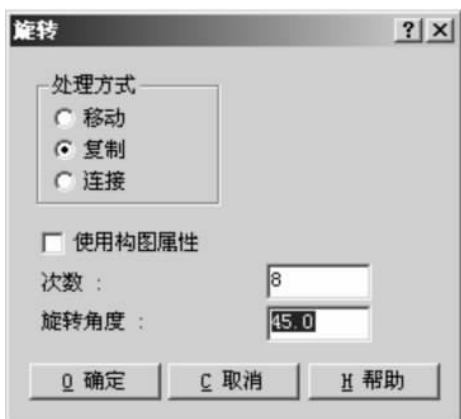 旋转 ? ×
处理方式
移动
复制
连接
使用构图属性
次数 : 8
旋转角度 : 45.0
O 确定 C 取消 H 帮助